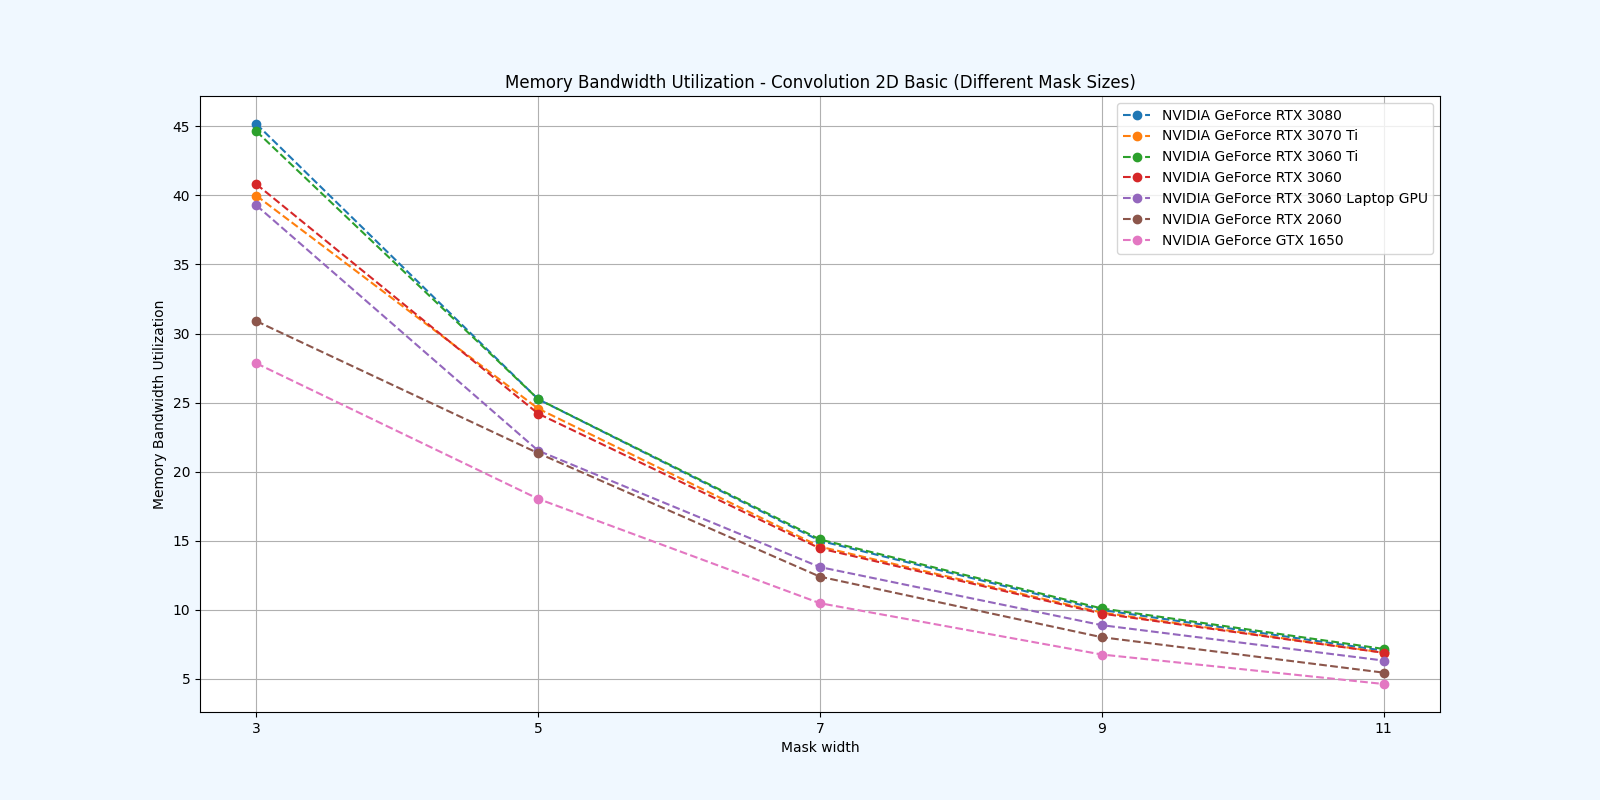 Memory Bandwidth Utilization - Convolution 2D Basic (Different Mask Sizes)
NVIDIA GeForce RTX 3080
NVIDIA GeForce RTX 3070 Ti
NVIDIA GeForce RTX 3060 Ti
NVIDIA GeForce RTX 3060
NVIDIA GeForce RTX 3060 Laptop GPU
NVIDIA GeForce RTX 2060
NVIDIA GeForce GTX 1650
Memory Bandwidth Utilization
45
40
35
30
25
20
15
10
5
3 5 7 9 11
Mask width